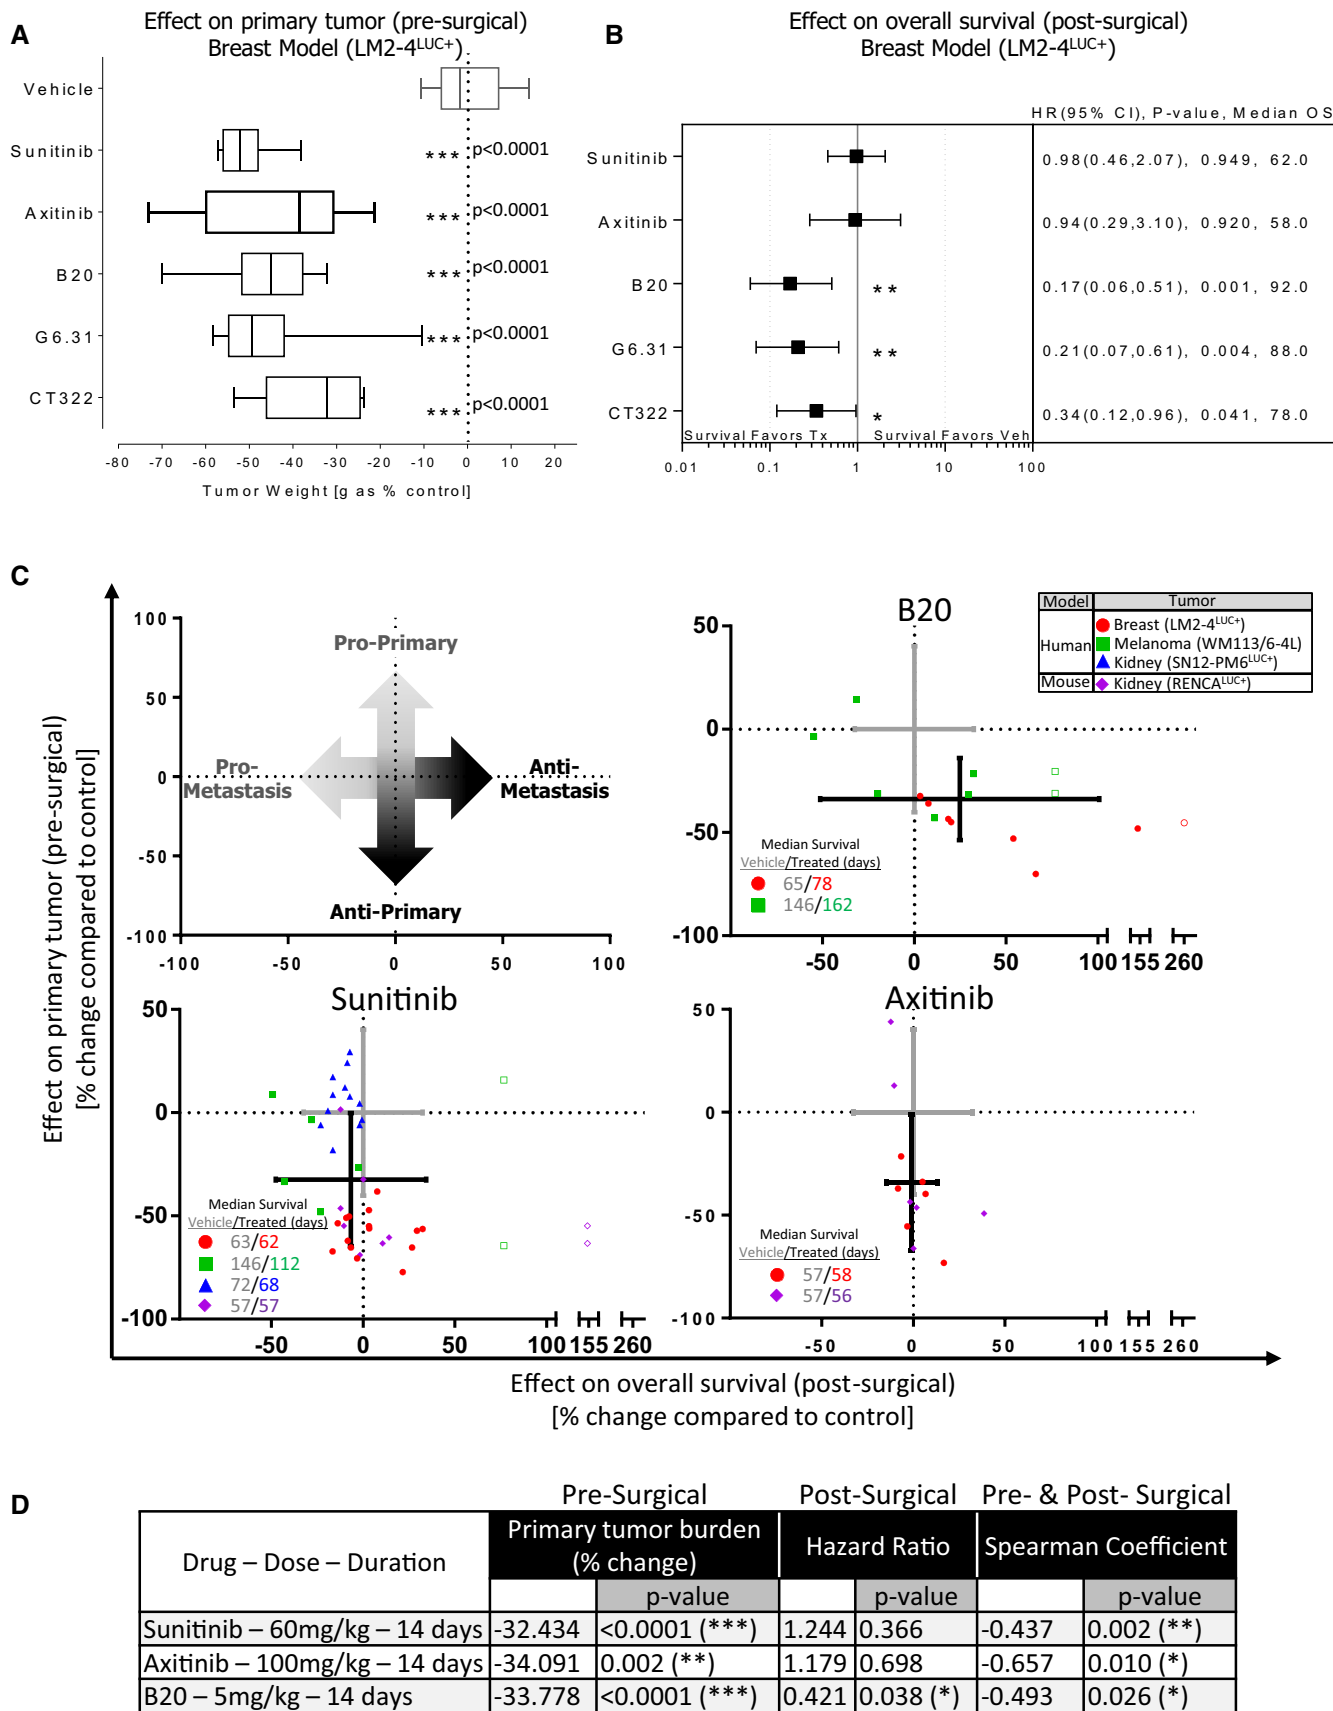 A
Effect on primary tumor (pre-surgical)
Breast Model (LM2-4LUC+)
Vehicle
Sunitinib
*** p<0.0001
Axitinib
*** p<0.0001
B20
*** p<0.0001
G6.31
*** p<0.0001
CT322
*** p<0.0001
-80 -70 -60 -50 -40 -30 -20 -10 0 10 20
Tumor Weight [g as % control]
B
Effect on overall survival (post-surgical)
Breast Model (LM2-4LUC+)
HR(95% CI), P-value, Median OS
Sunitinib 0.98(0.46,2.07), 0.949, 62.0
Axitinib 0.94(0.29,3.10), 0.920, 58.0
B20 ** 0.17(0.06,0.51), 0.001, 92.0
G6.31 ** 0.21(0.07,0.61), 0.004, 88.0
CT322 * 0.34(0.12,0.96), 0.041, 78.0
Survival Favors Tx Survival Favors Veh
0.01 0.1 1 10 100
C
Effect on primary tumor (pre-surgical)
[% change compared to control]
100
50
0
-50
-100
Pro-Primary
Pro-
Metastasis
Anti-
Metastasis
Anti-Primary
-100 -50 0 50 100
B20
Model Tumor
Human
Breast (LM2-4LUC+)
Melanoma (WM113/6-4L)
Kidney (SN12-PM6LUC+)
Mouse Kidney (RENCALUC+)
50
0
-50
-100
Median Survival
Vehicle/Treated (days)
65/78
146/162
-50 0 50 100 155 260
Sunitinib
50
0
-50
-100
Median Survival
Vehicle/Treated (days)
63/62
146/112
72/68
57/57
-50 0 50 100 155 260
Axitinib
50
0
-50
-100
Median Survival
Vehicle/Treated (days)
57/58
57/56
-50 0 50 100 155 260
Effect on overall survival (post-surgical)
[% change compared to control]
D
Pre-Surgical Post-Surgical Pre- & Post- Surgical
Drug – Dose – Duration
Primary tumor burden
(% change)
Hazard Ratio Spearman Coefficient
p-value p-value p-value
Sunitinib – 60mg/kg – 14 days -32.434 <0.0001 (***) 1.244 0.366 -0.437 0.002 (**)
Axitinib – 100mg/kg – 14 days -34.091 0.002 (**) 1.179 0.698 -0.657 0.010 (*)
B20 – 5mg/kg – 14 days -33.778 <0.0001 (***) 0.421 0.038 (*) -0.493 0.026 (*)